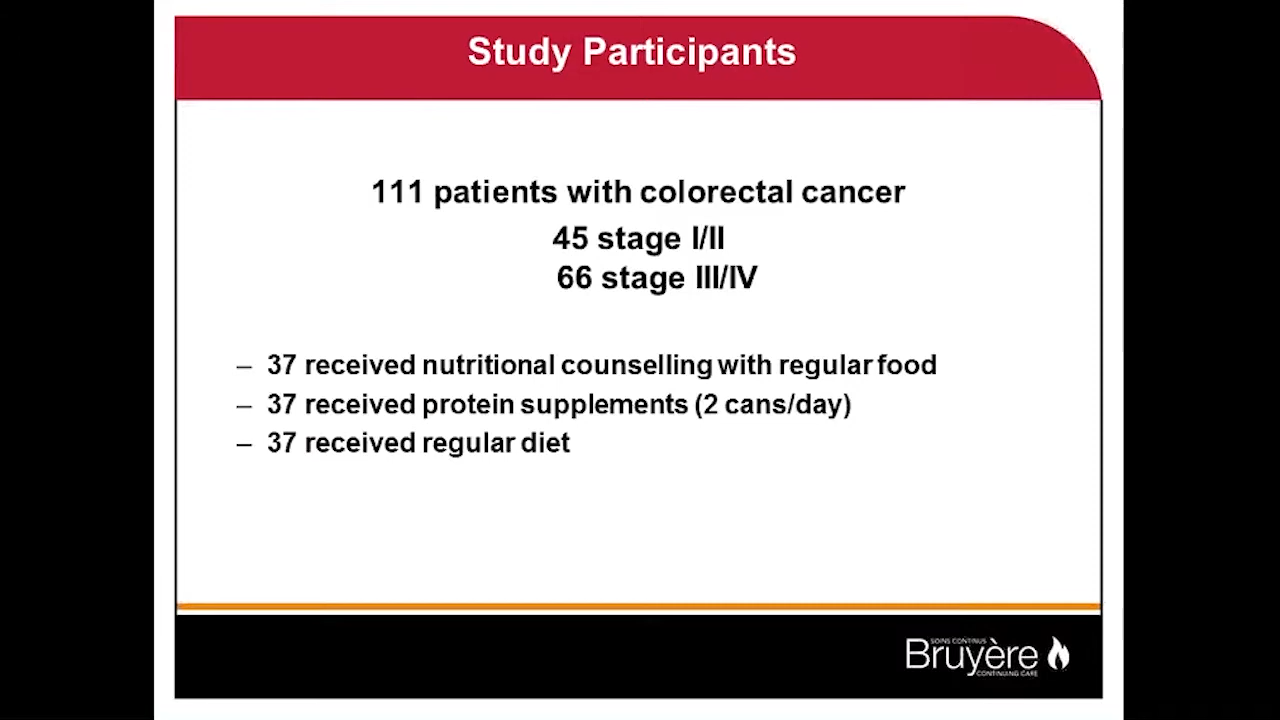 Study Participants
111 patients with colorectal cancer
45 stage I/II
66 stage III/IV
– 37 received nutritional counselling with regular food
– 37 received protein supplements (2 cans/day)
– 37 received regular diet
SOINS CONTINUS
Bruyère
CONTINUING CARE